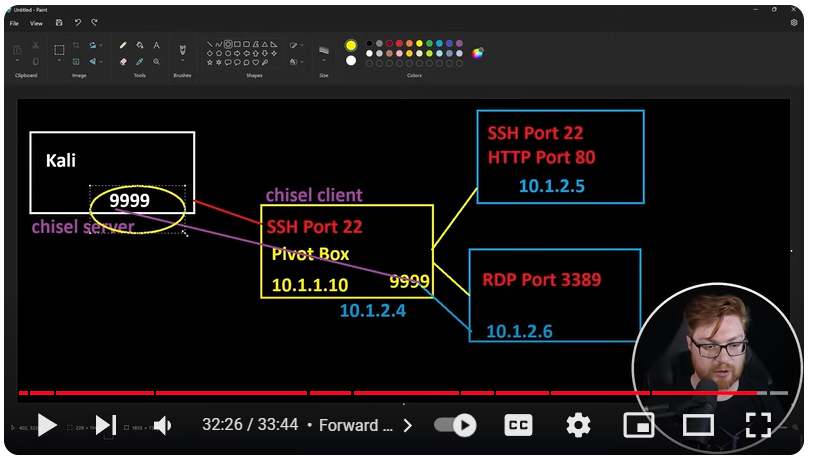 Untitled - Paint
File View
Clipboard
Image
Tools
Brushes
Shapes
Size
Colors
Kali
9999
chisel server
chisel client
SSH Port 22
Pivot Box
10.1.1.10
9999
10.1.2.4
SSH Port 22
HTTP Port 80
10.1.2.5
RDP Port 3389
10.1.2.6
32:26 / 33:44 • Forward ...
CC